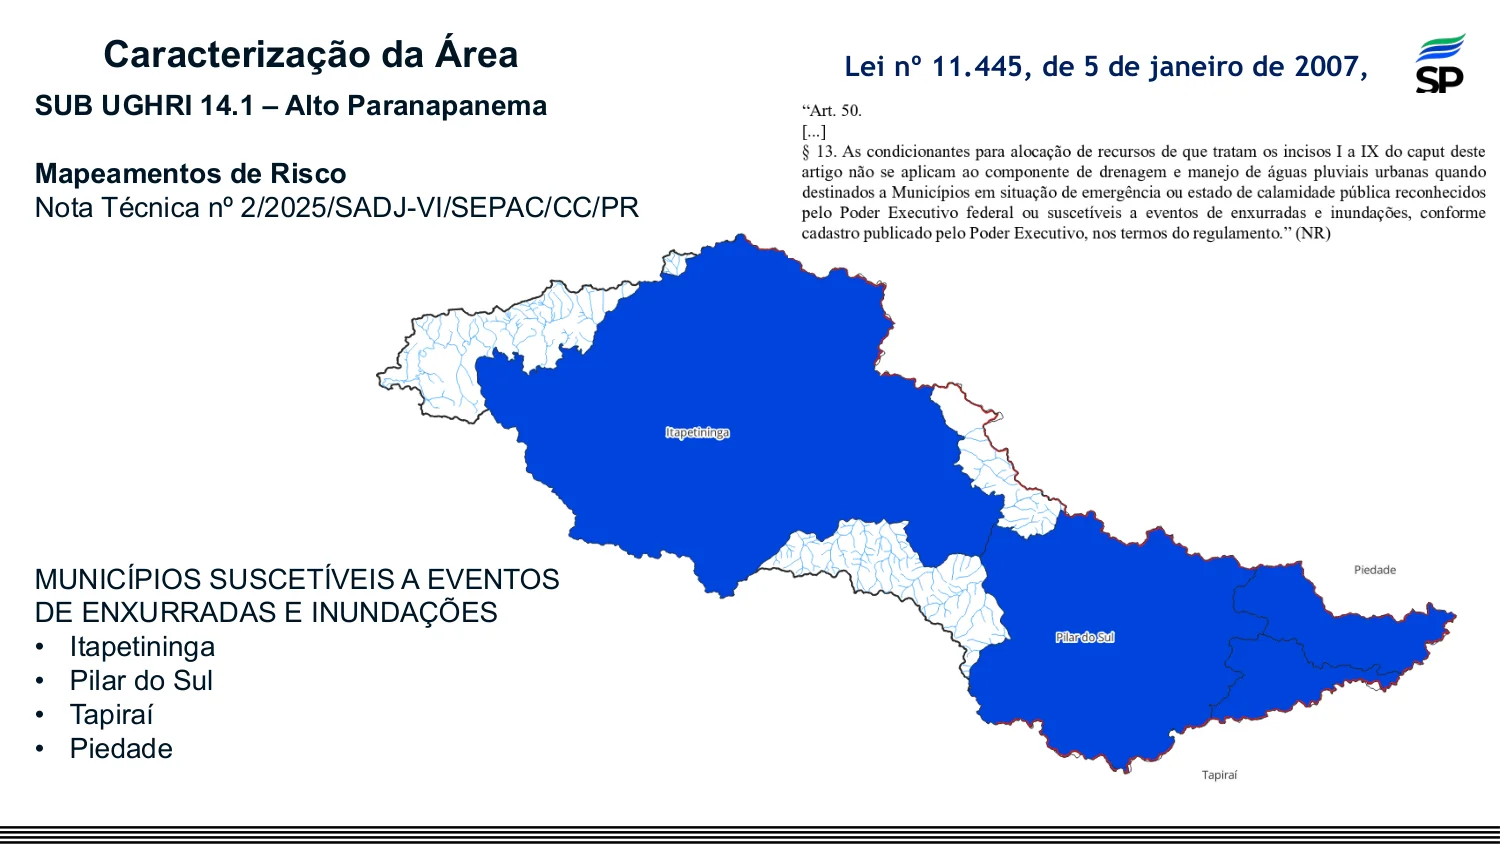 Caracterização da Área
SUB UGHRI 14.1 – Alto Paranapanema
Mapeamentos de Risco
Nota Técnica nº 2/2025/SADJ-VI/SEPAC/CC/PR
Lei nº 11.445, de 5 de janeiro de 2007,
SP
“Art. 50.
[...]
§ 13. As condicionantes para alocação de recursos de que tratam os incisos I a IX do caput deste
artigo não se aplicam ao componente de drenagem e manejo de águas pluviais urbanas quando
destinados a Municípios em situação de emergência ou estado de calamidade pública reconhecidos
pelo Poder Executivo federal ou suscetíveis a eventos de enxurradas e inundações, conforme
cadastro publicado pelo Poder Executivo, nos termos do regulamento.” (NR)
Itapetininga
Piedade
Pilar do Sul
Tapiraí
MUNICÍPIOS SUSCETÍVEIS A EVENTOS
DE ENXURRADAS E INUNDAÇÕES
• Itapetininga
• Pilar do Sul
• Tapiraí
• Piedade